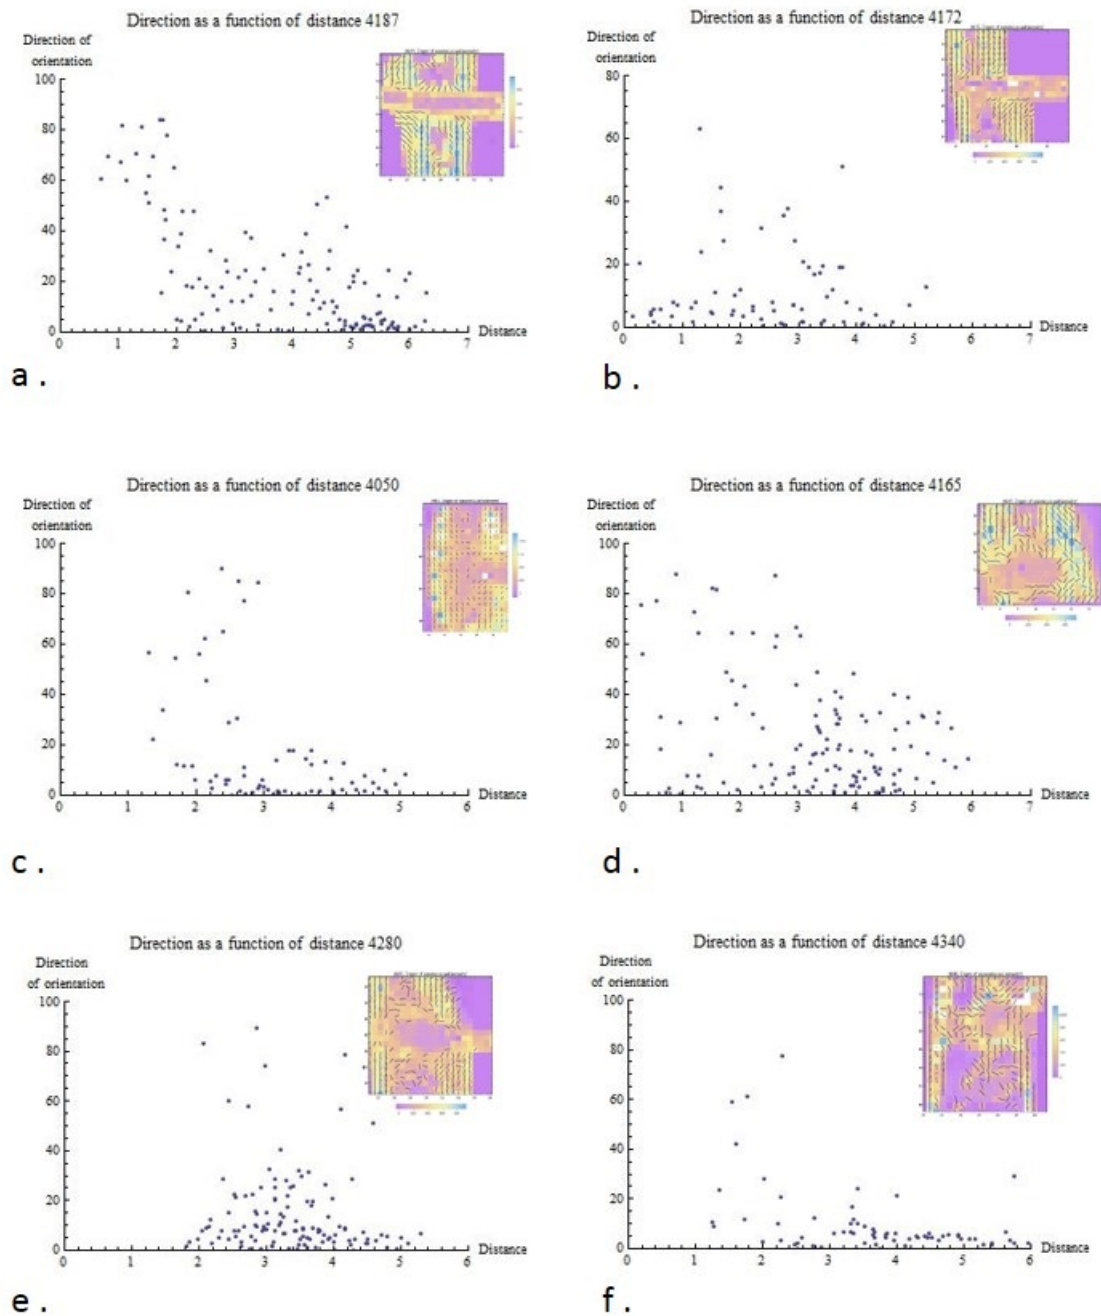 Direction as a function of distance 4187
Direction of
orientation
100
80
60
40
20
0
0 1 2 3 4 5 6 7 Distance
a .
Direction as a function of distance 4172
Direction of
orientation
80
60
40
20
0
0 1 2 3 4 5 6 7 Distance
b .
Direction as a function of distance 4050
Direction of
orientation
100
80
60
40
20
0
0 1 2 3 4 5 6 Distance
c .
Direction as a function of distance 4165
Direction of
orientation
100
80
60
40
20
0
0 1 2 3 4 5 6 7 Distance
d .
Direction as a function of distance 4280
Direction
of orientation
100
80
60
40
20
0
0 1 2 3 4 5 6 Distance
e .
Direction as a function of distance 4340
Direction
of orientation
100
80
60
40
20
0
0 1 2 3 4 5 6 Distance
f .